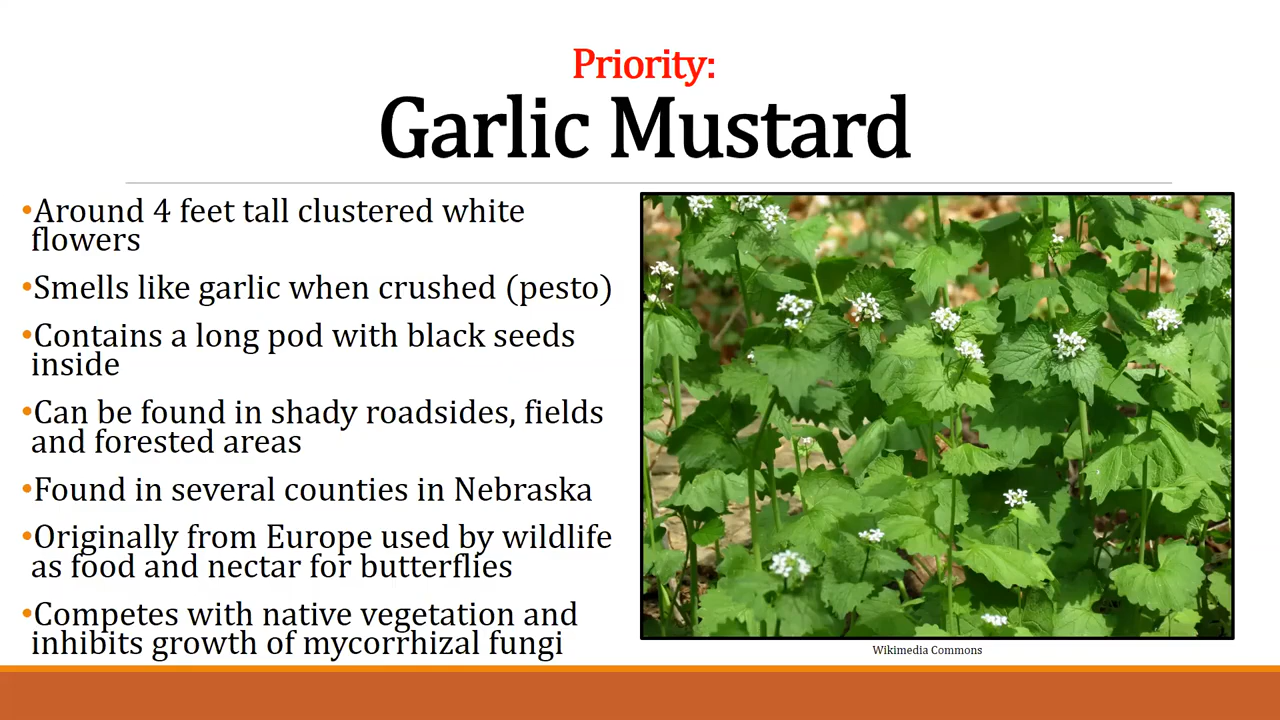 Priority:
Garlic Mustard
•Around 4 feet tall clustered white
flowers
•Smells like garlic when crushed (pesto)
•Contains a long pod with black seeds
inside
•Can be found in shady roadsides, fields
and forested areas
•Found in several counties in Nebraska
•Originally from Europe used by wildlife
as food and nectar for butterflies
•Competes with native vegetation and
inhibits growth of mycorrhizal fungi
Wikimedia Commons